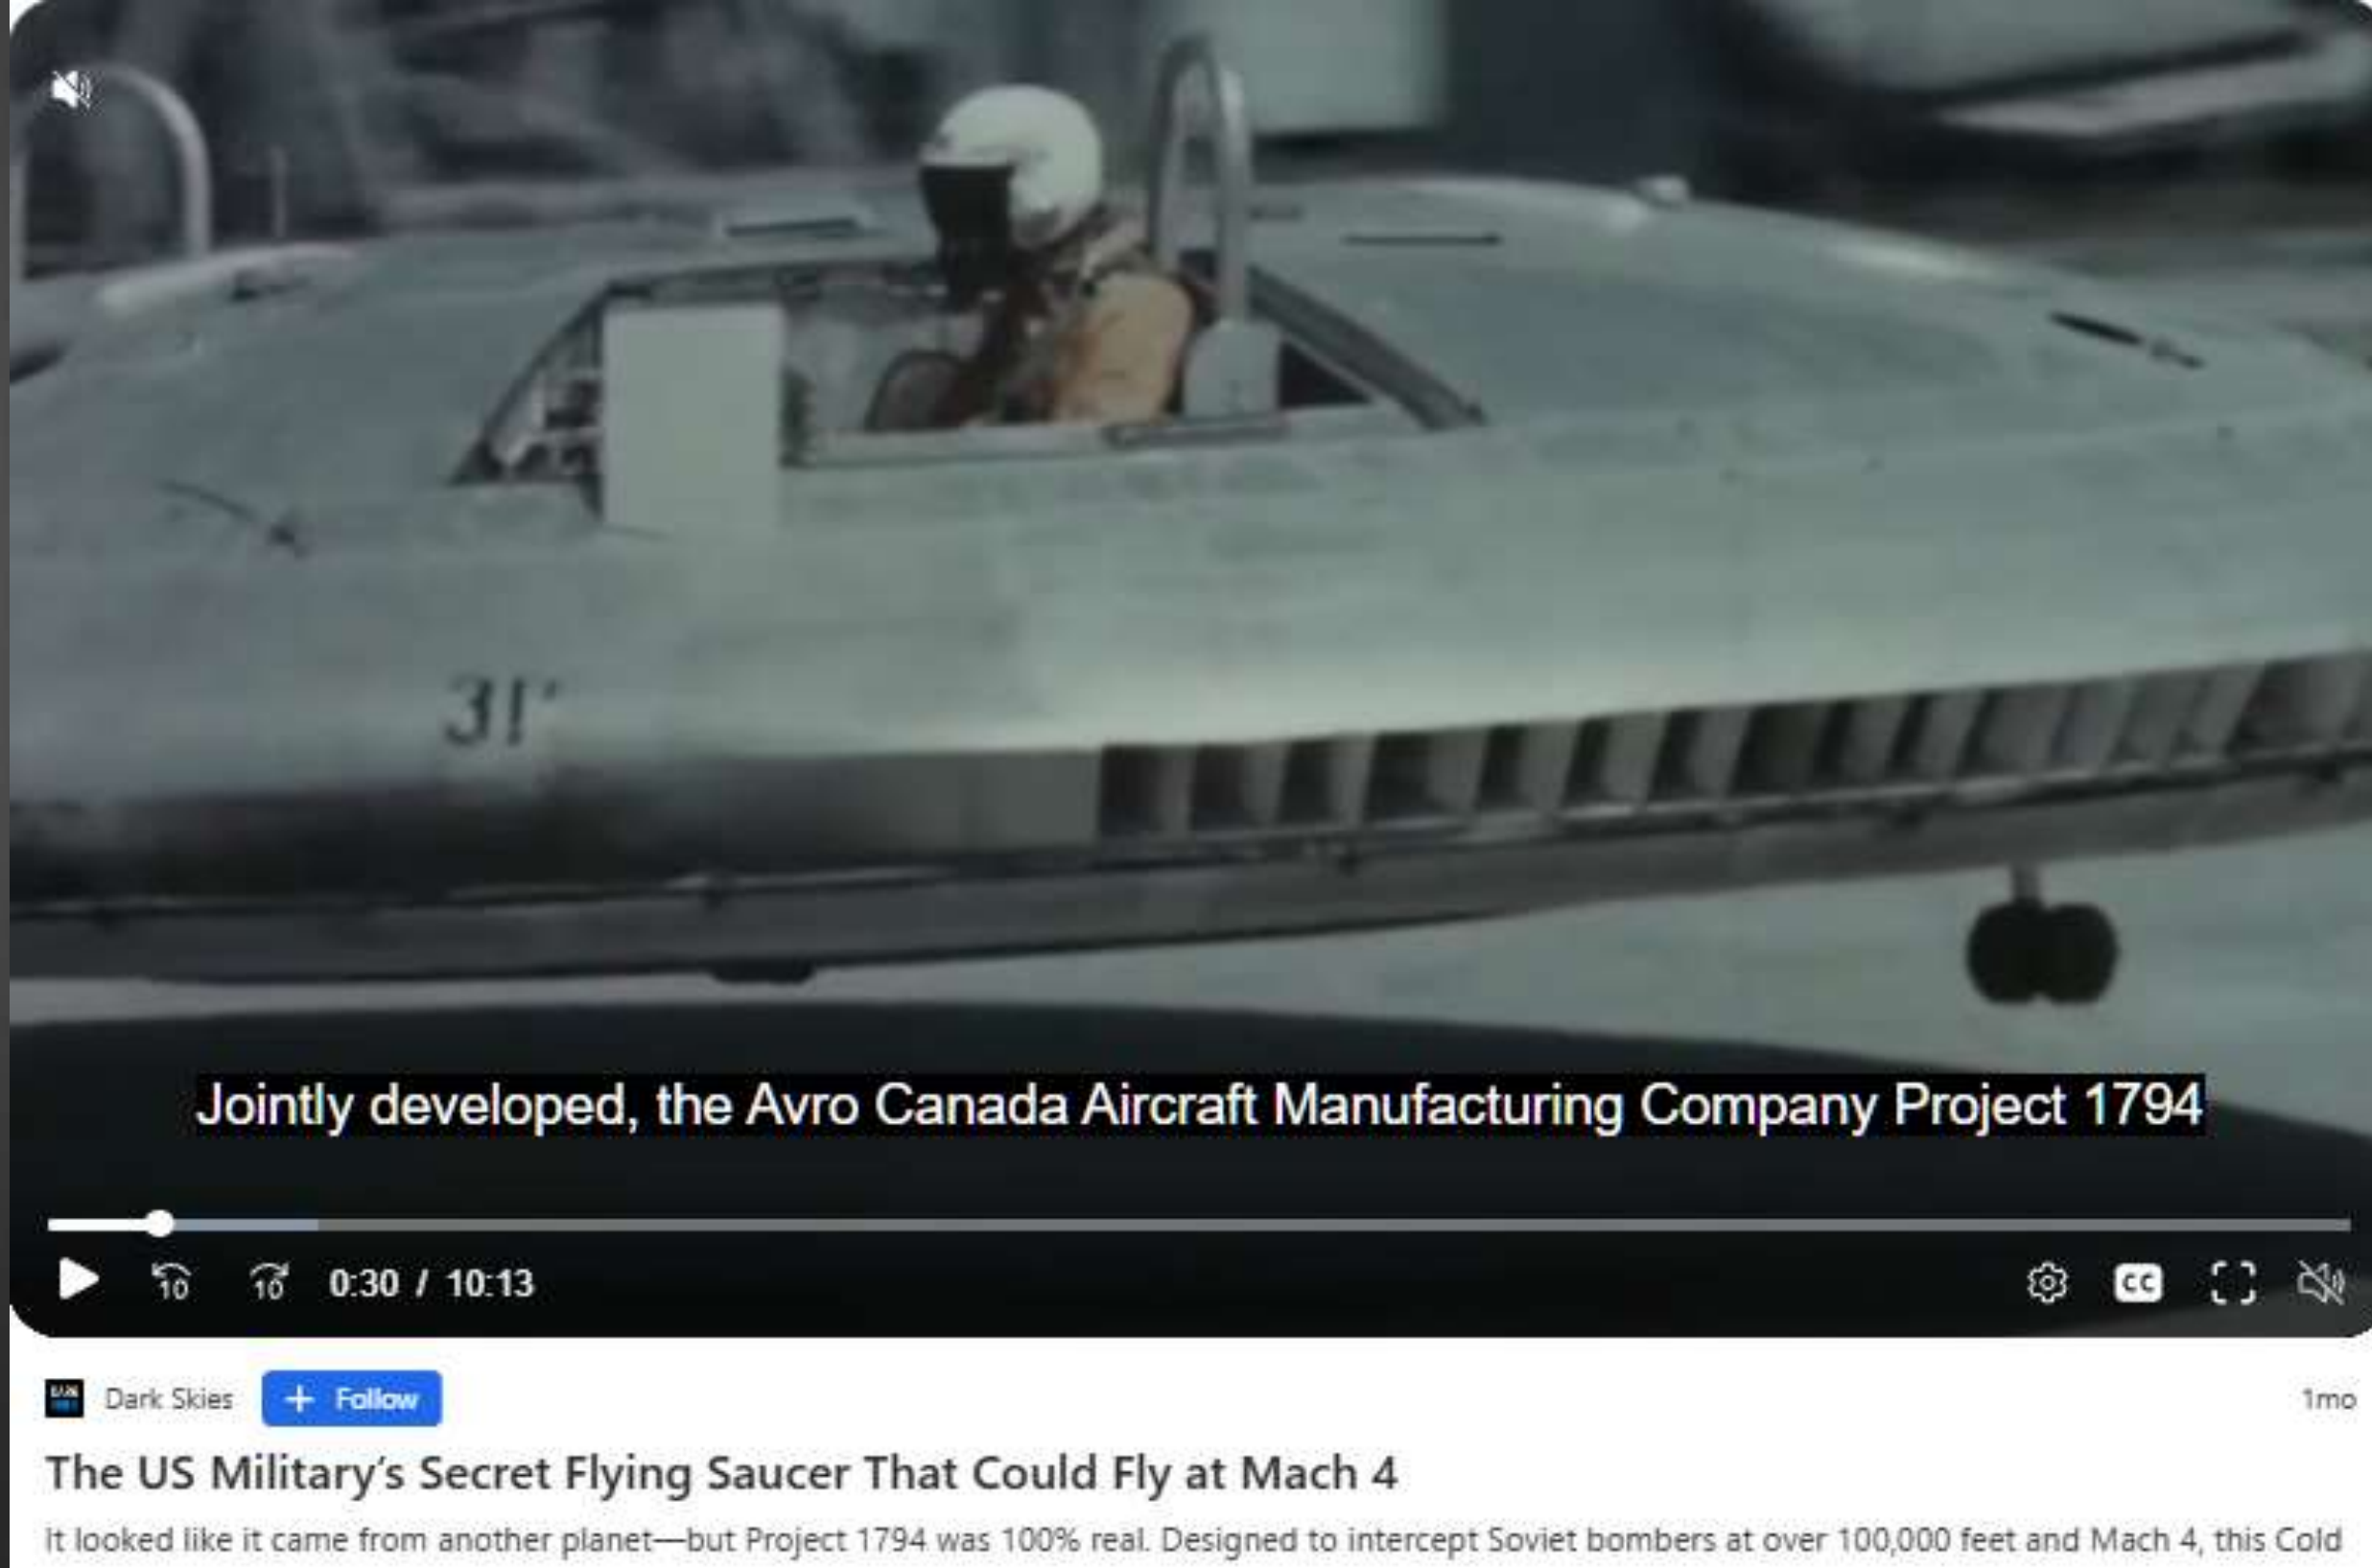 31'
Jointly developed, the Avro Canada Aircraft Manufacturing Company Project 1794
10 10 0:30 / 10:13 CC
Dark Skies + Follow 1mo
The US Military's Secret Flying Saucer That Could Fly at Mach 4
It looked like it came from another planet—but Project 1794 was 100% real. Designed to intercept Soviet bombers at over 100,000 feet and Mach 4, this Cold